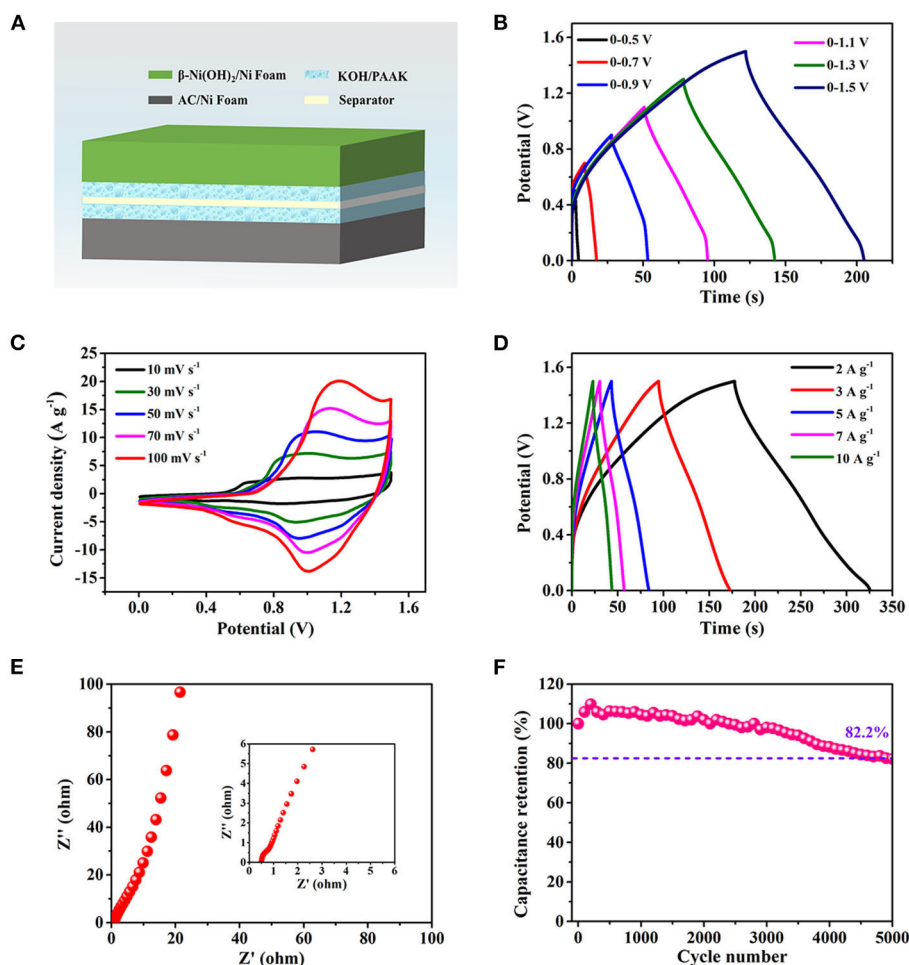 A
β-Ni(OH)₂/Ni Foam
KOH/PAAK
AC/Ni Foam
Separator
B
Potential (V)
1.6
1.2
0.8
0.4
0.0
0-0.5 V
0-0.7 V
0-0.9 V
0-1.1 V
0-1.3 V
0-1.5 V
0 50 100 150 200
Time (s)
C
Current density (A g⁻¹)
25
20
15
10
5
0
-5
-10
-15
10 mV s⁻¹
30 mV s⁻¹
50 mV s⁻¹
70 mV s⁻¹
100 mV s⁻¹
0.0 0.4 0.8 1.2 1.6
Potential (V)
D
Potential (V)
1.6
1.2
0.8
1.4
0.0
2 A g⁻¹
3 A g⁻¹
5 A g⁻¹
7 A g⁻¹
10 A g⁻¹
0 50 100 150 200 250 300 350
Time (s)
E
Z'' (ohm)
100
80
60
40
20
0
Z'' (ohm)
6
5
4
3
2
1
0
0 1 2 3 4 5 6
Z' (ohm)
0 20 40 60 80 100
Z' (ohm)
F
Capacitance retention (%)
120
100
80
60
40
20
0
82.2%
0 1000 2000 3000 4000 5000
Cycle number